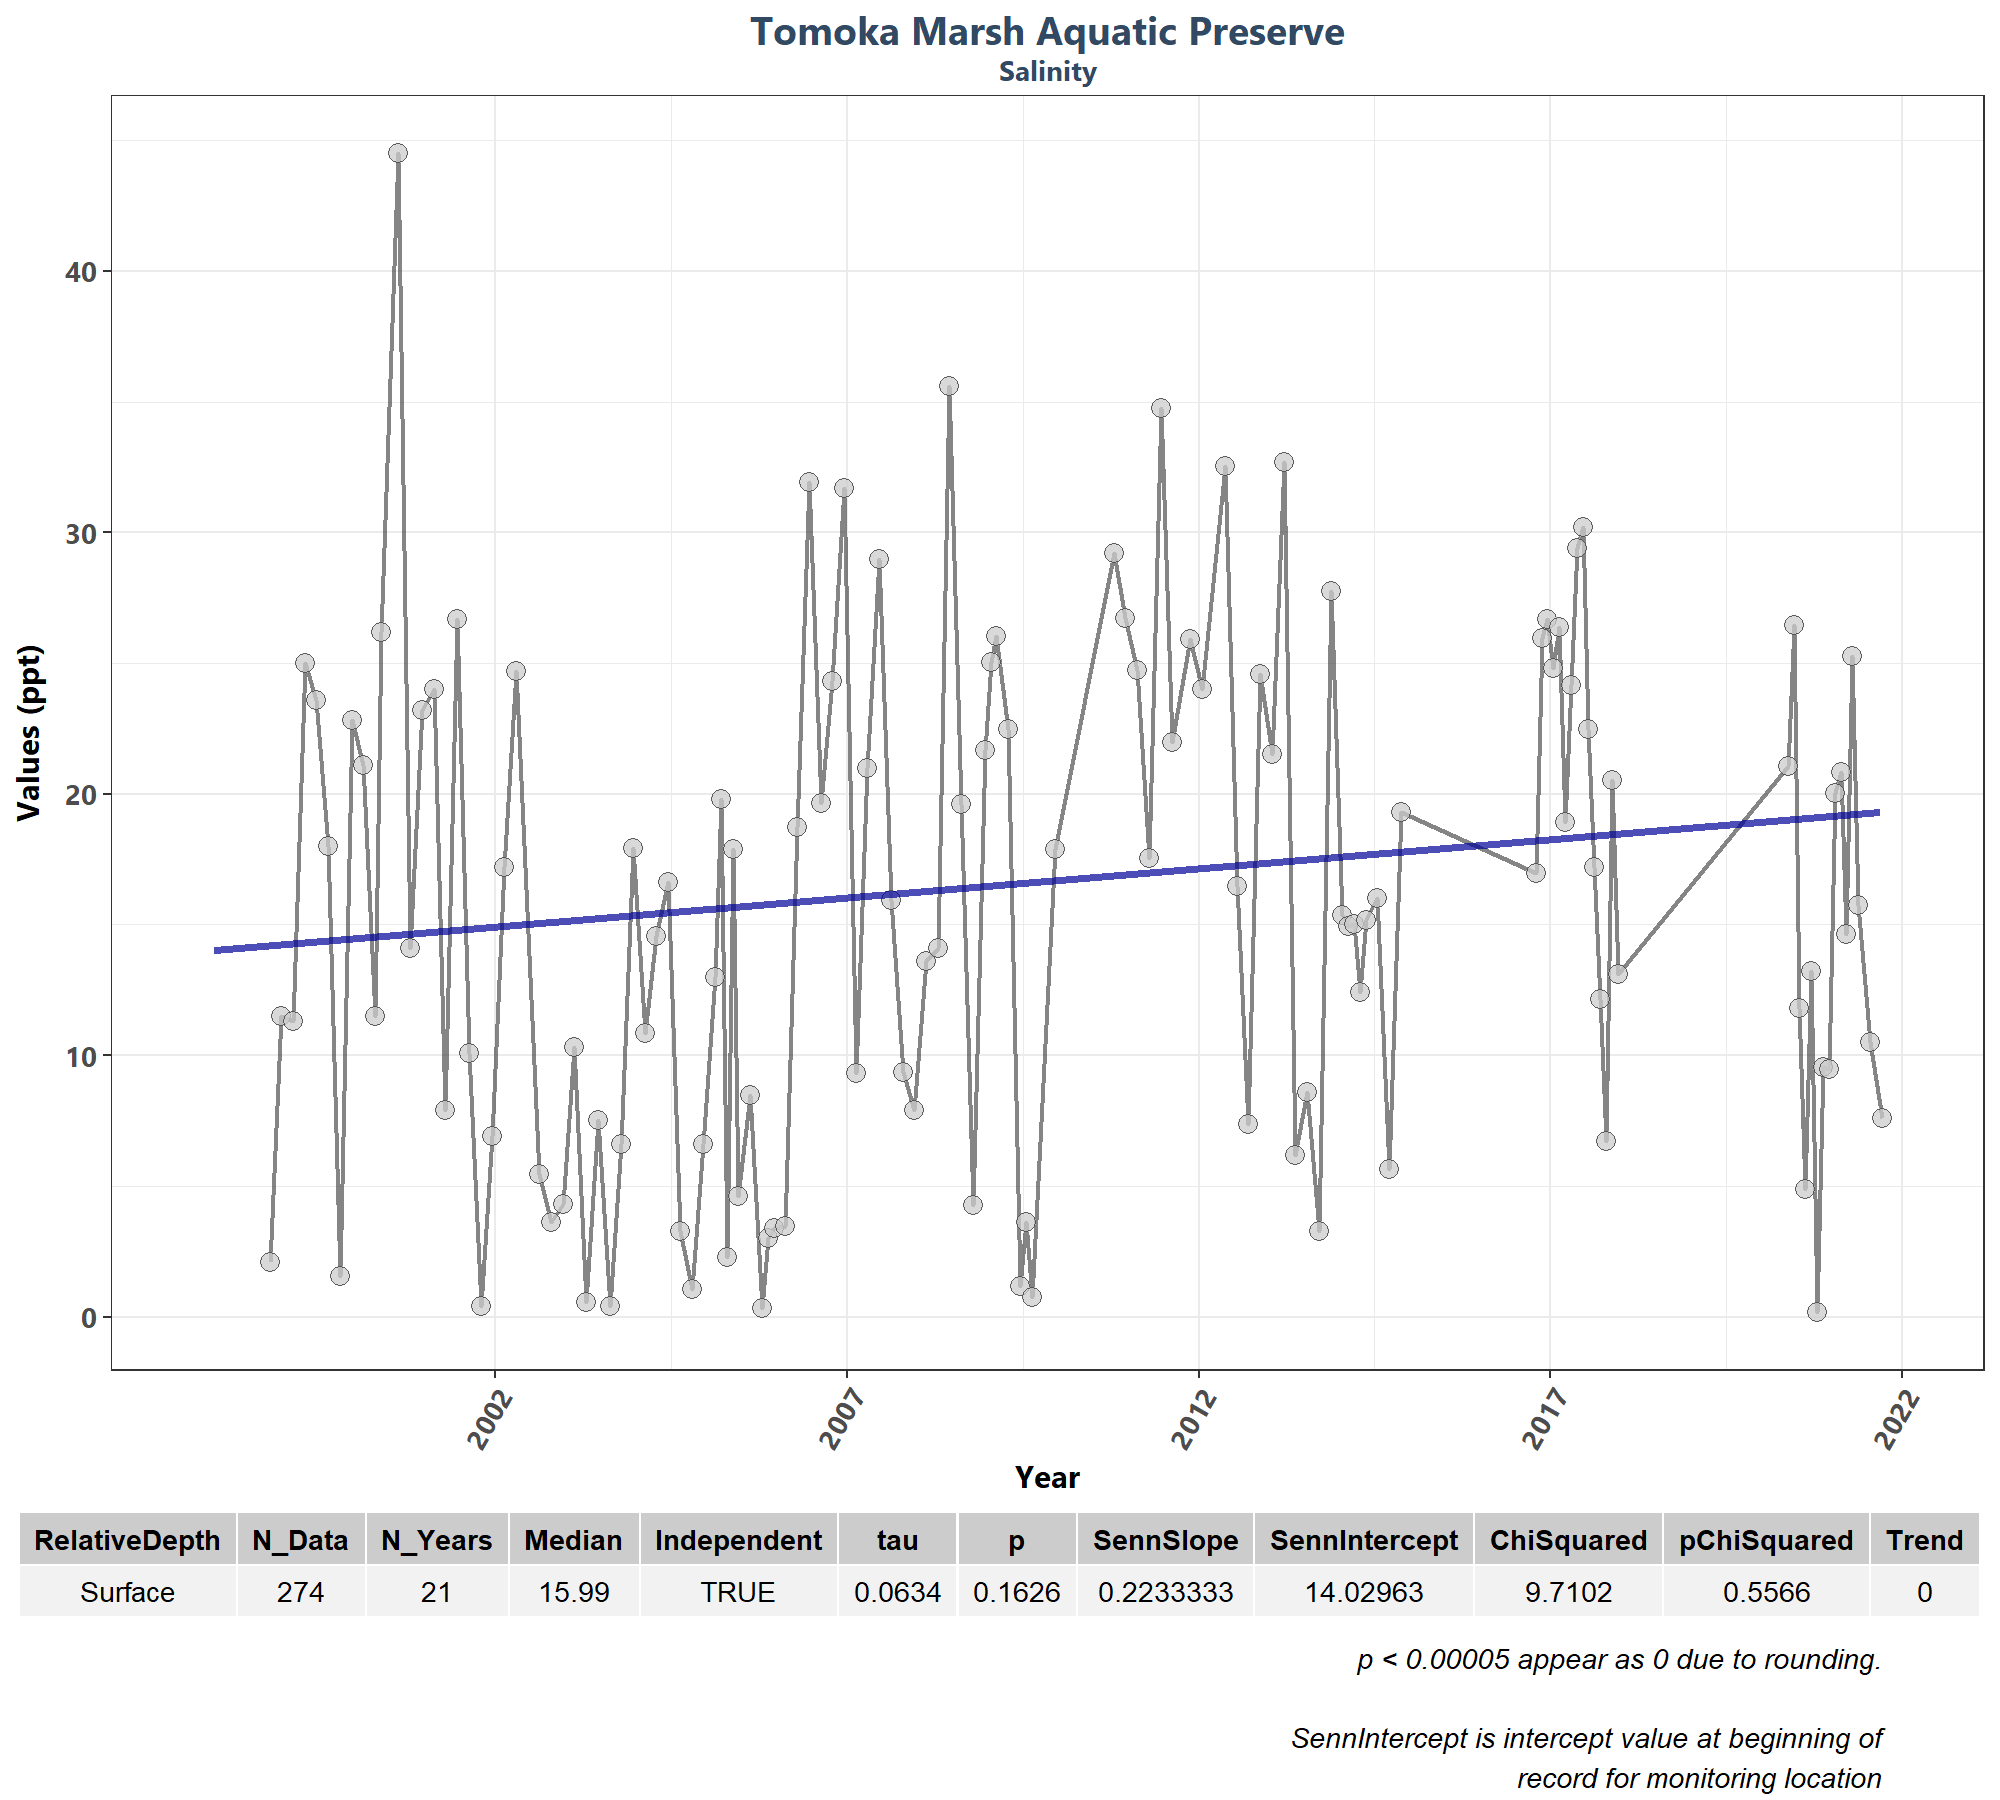 Tomoka Marsh Aquatic Preserve
Salinity
Values (ppt)
40
30
20
10
0
2002 2007 2012 2017 2022
Year
RelativeDepth N_Data N_Years Median Independent tau p SennSlope SennIntercept ChiSquared pChiSquared Trend
Surface 274 21 15.99 TRUE 0.0634 0.1626 0.2233333 14.02963 9.7102 0.5566 0
p < 0.00005 appear as 0 due to rounding.
SennIntercept is intercept value at beginning of
record for monitoring location